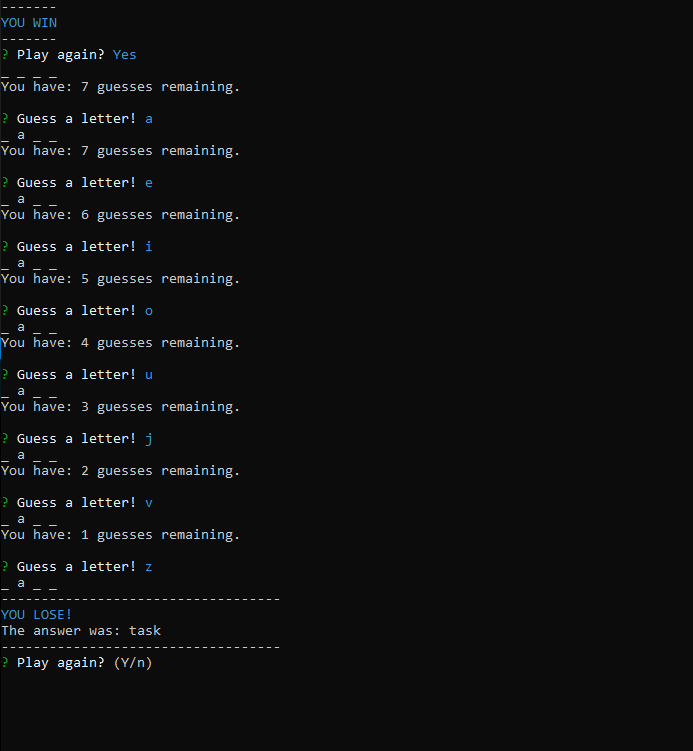 -------
YOU WIN
-------
? Play again? Yes
_ _ _ _
You have: 7 guesses remaining.
? Guess a letter! a
_ a _ _
You have: 7 guesses remaining.
? Guess a letter! e
_ a _ _
You have: 6 guesses remaining.
? Guess a letter! i
_ a _ _
You have: 5 guesses remaining.
? Guess a letter! o
_ a _ _
You have: 4 guesses remaining.
? Guess a letter! u
_ a _ _
You have: 3 guesses remaining.
? Guess a letter! j
_ a _ _
You have: 2 guesses remaining.
? Guess a letter! v
_ a _ _
You have: 1 guesses remaining.
? Guess a letter! z
_ a _ _
-----------------------------------
YOU LOSE!
The answer was: task
-----------------------------------
? Play again? (Y/n)